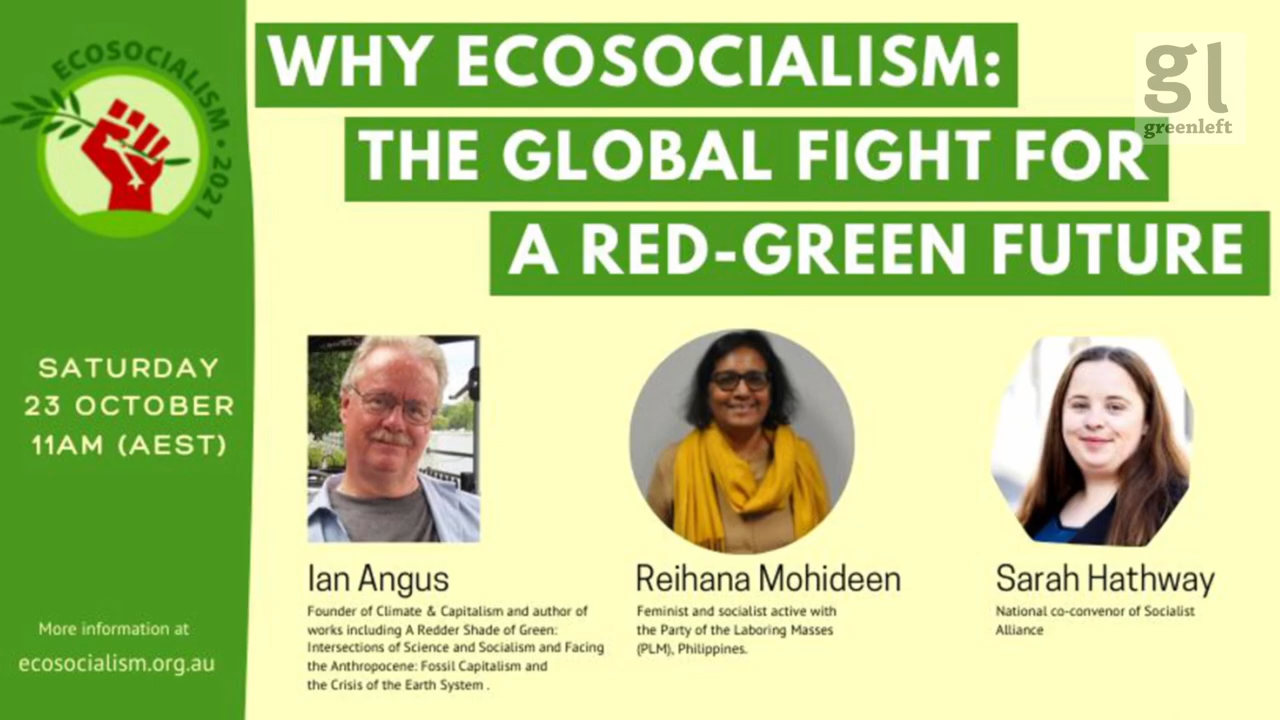 ECOSOCIALISM • 2021
WHY ECOSOCIALISM:
THE GLOBAL FIGHT FOR
A RED-GREEN FUTURE
gl
greenleft
SATURDAY
23 OCTOBER
11AM (AEST)
More information at
ecosocialism.org.au
Ian Angus
Founder of Climate & Capitalism and author of
works including A Redder Shade of Green:
Intersections of Science and Socialism and Facing
the Anthropocene: Fossil Capitalism and
the Crisis of the Earth System .
Reihana Mohideen
Feminist and socialist active with
the Party of the Laboring Masses
(PLM), Philippines.
Sarah Hathway
National co-convenor of Socialist
Alliance